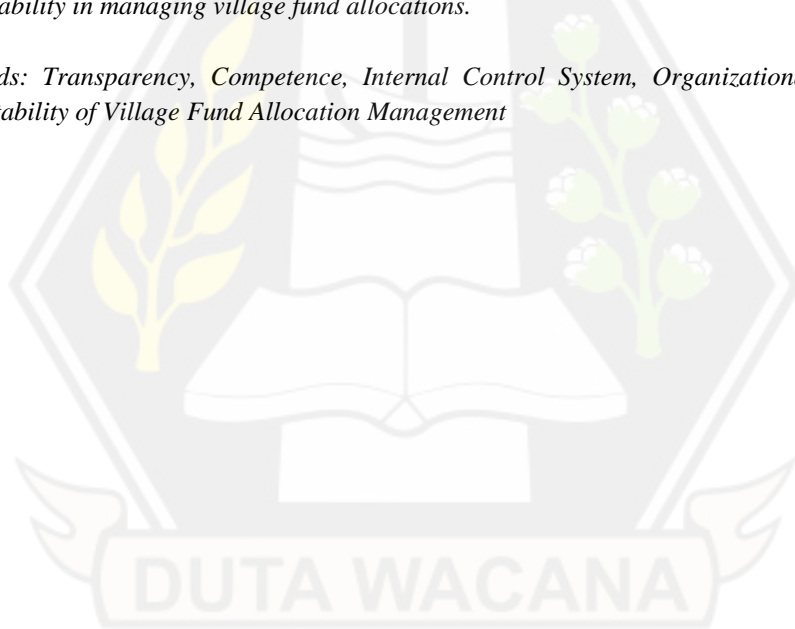 ability in managing village fund allocations.
ds: Transparency, Competence, Internal Control System, Organization
tability of Village Fund Allocation Management
DUTA WACANA